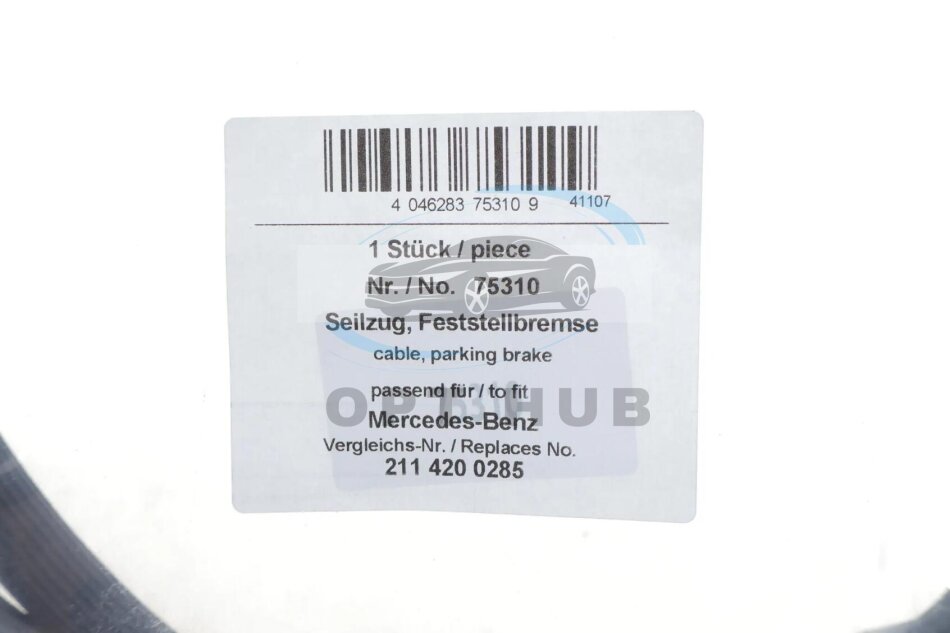 4 046283 75310 9 41107
1 Stück / piece
Nr. / No. 75310
Seilzug, Feststellbremse
cable, parking brake
passend für / to fit
Mercedes-Benz
Vergleichs-Nr. / Replaces No.
211 420 0285